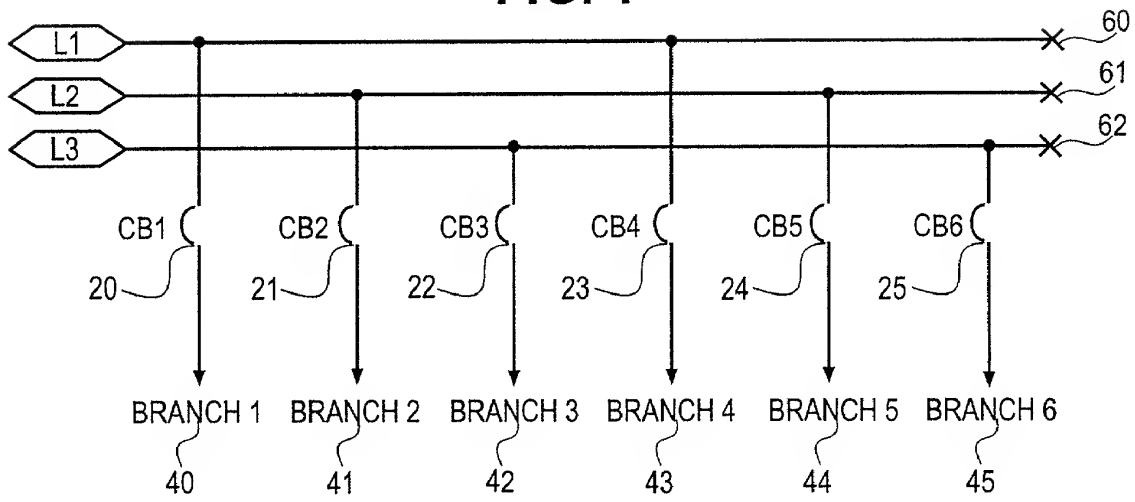 L1
60
L2
61
L3
62
CB1 CB2 CB3 CB4 CB5 CB6
20 21 22 23 24 25
BRANCH 1 BRANCH 2 BRANCH 3 BRANCH 4 BRANCH 5 BRANCH 6
40 41 42 43 44 45